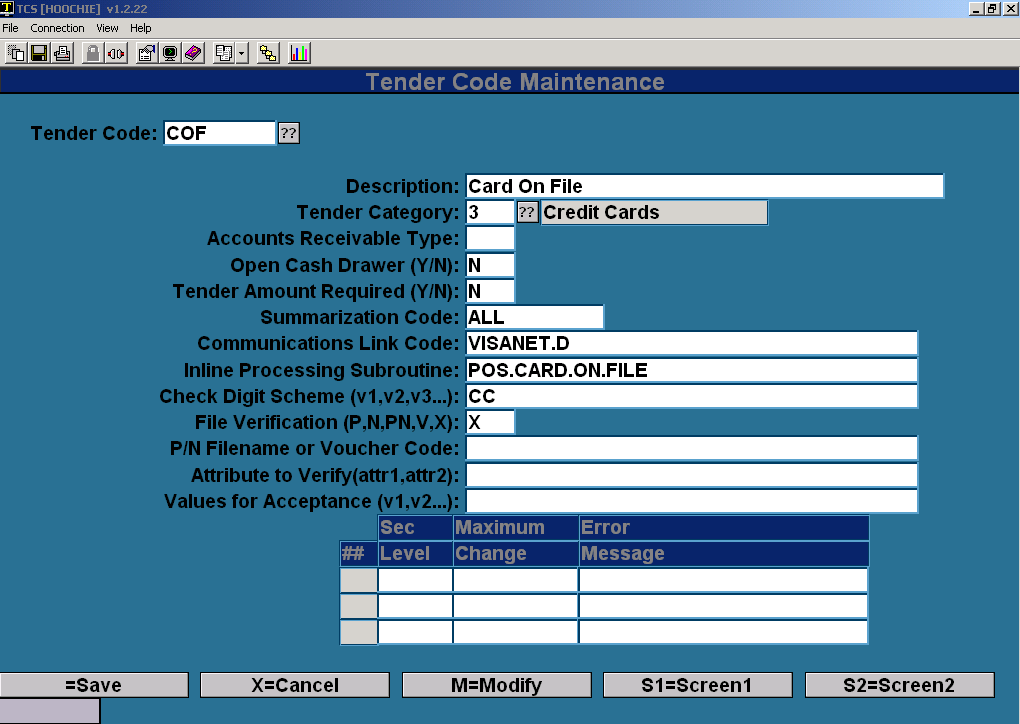 TCS [HOOCHIE] v1.2.22
File Connection View Help
Tender Code Maintenance
Tender Code: COF ??
Description: Card On File
Tender Category: 3 ?? Credit Cards
Accounts Receivable Type:
Open Cash Drawer (Y/N): N
Tender Amount Required (Y/N): N
Summarization Code: ALL
Communications Link Code: VISANET.D
Inline Processing Subroutine: POS.CARD.ON.FILE
Check Digit Scheme (v1,v2,v3...): CC
File Verification (P,N,PN,V,X): X
P/N Filename or Voucher Code:
Attribute to Verify(attr1,attr2):
Values for Acceptance (v1,v2...):
Sec Maximum Error
## Level Change Message
=Save X=Cancel M=Modify S1=Screen1 S2=Screen2